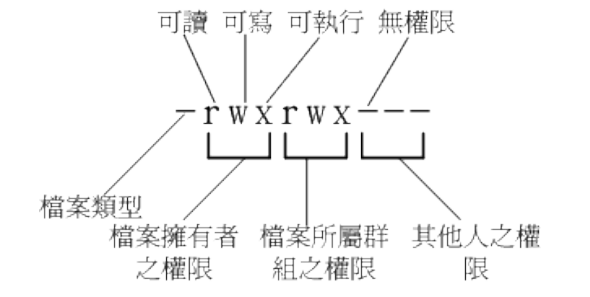 可讀 可寫 可執行 無權限
-rwxrwx---
檔案類型
檔案擁有者
之權限
檔案所屬群
組之權限
其他人之權
限